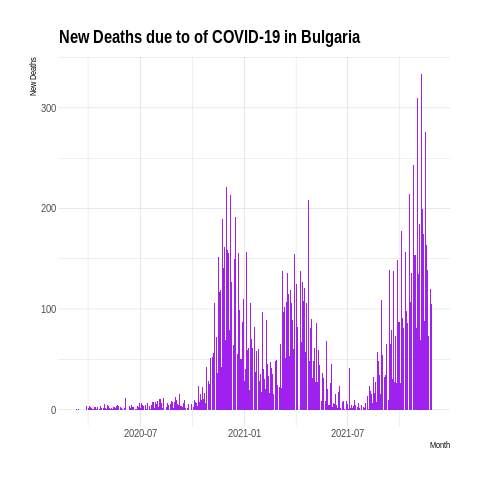 New Deaths due to of COVID-19 in Bulgaria
New Deaths
300
200
100
0
2020-07
2021-01
2021-07
Month